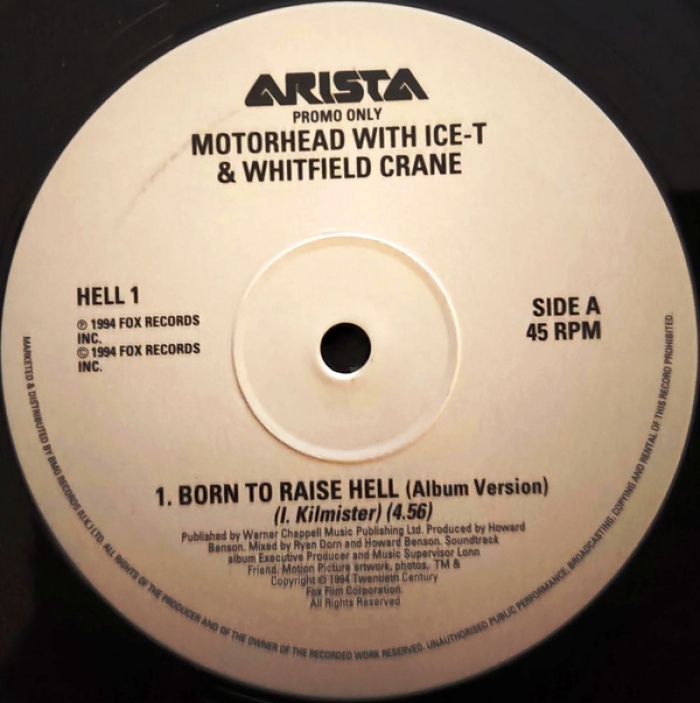 ARISTA
PROMO ONLY
MOTORHEAD WITH ICE-T
& WHITFIELD CRANE
HELL 1
℗ 1994 FOX RECORDS
INC.
© 1994 FOX RECORDS
INC.
SIDE A
45 RPM
1. BORN TO RAISE HELL (Album Version)
(I. Kilmister) (4.56)
Published by Warner Chappell Music Publishing Ltd. Produced by Howard
Benson. Mixed by Ryan Dorn and Howard Benson. Soundtrack
album Executive Producer and Music Supervisor Lonn
Friend. Motion Picture artwork, photos, TM &
Copyright © 1994 Twentieth Century
Fox Film Corporation.
All Rights Reserved
MARKETED & DISTRIBUTED BY BMG RECORDS (U.K.) LTD. ALL RIGHTS OF THE PRODUCER AND OF THE OWNER OF THE RECORDED WORK RESERVED. UNAUTHORISED PUBLIC PERFORMANCE, BROADCASTING, COPYING AND RENTAL OF THIS RECORD PROHIBITED